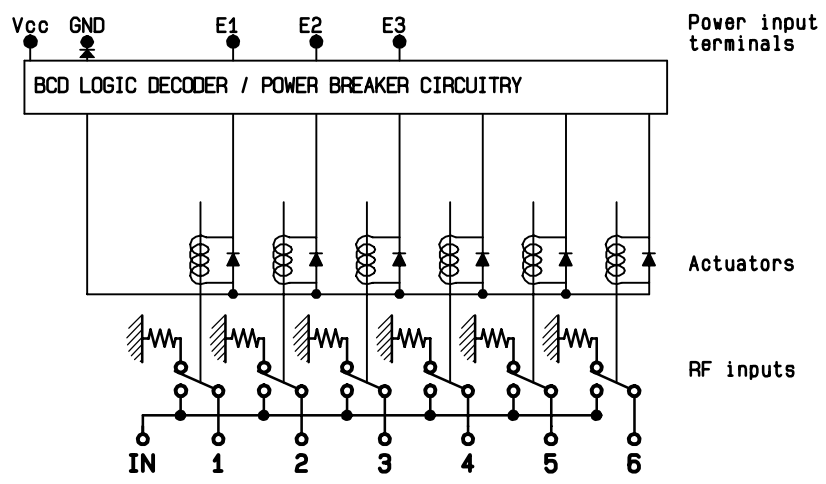 Vcc GND E1 E2 E3 Power input
terminals
BCD LOGIC DECODER / POWER BREAKER CIRCUITRY
Actuators
RF inputs
IN 1 2 3 4 5 6